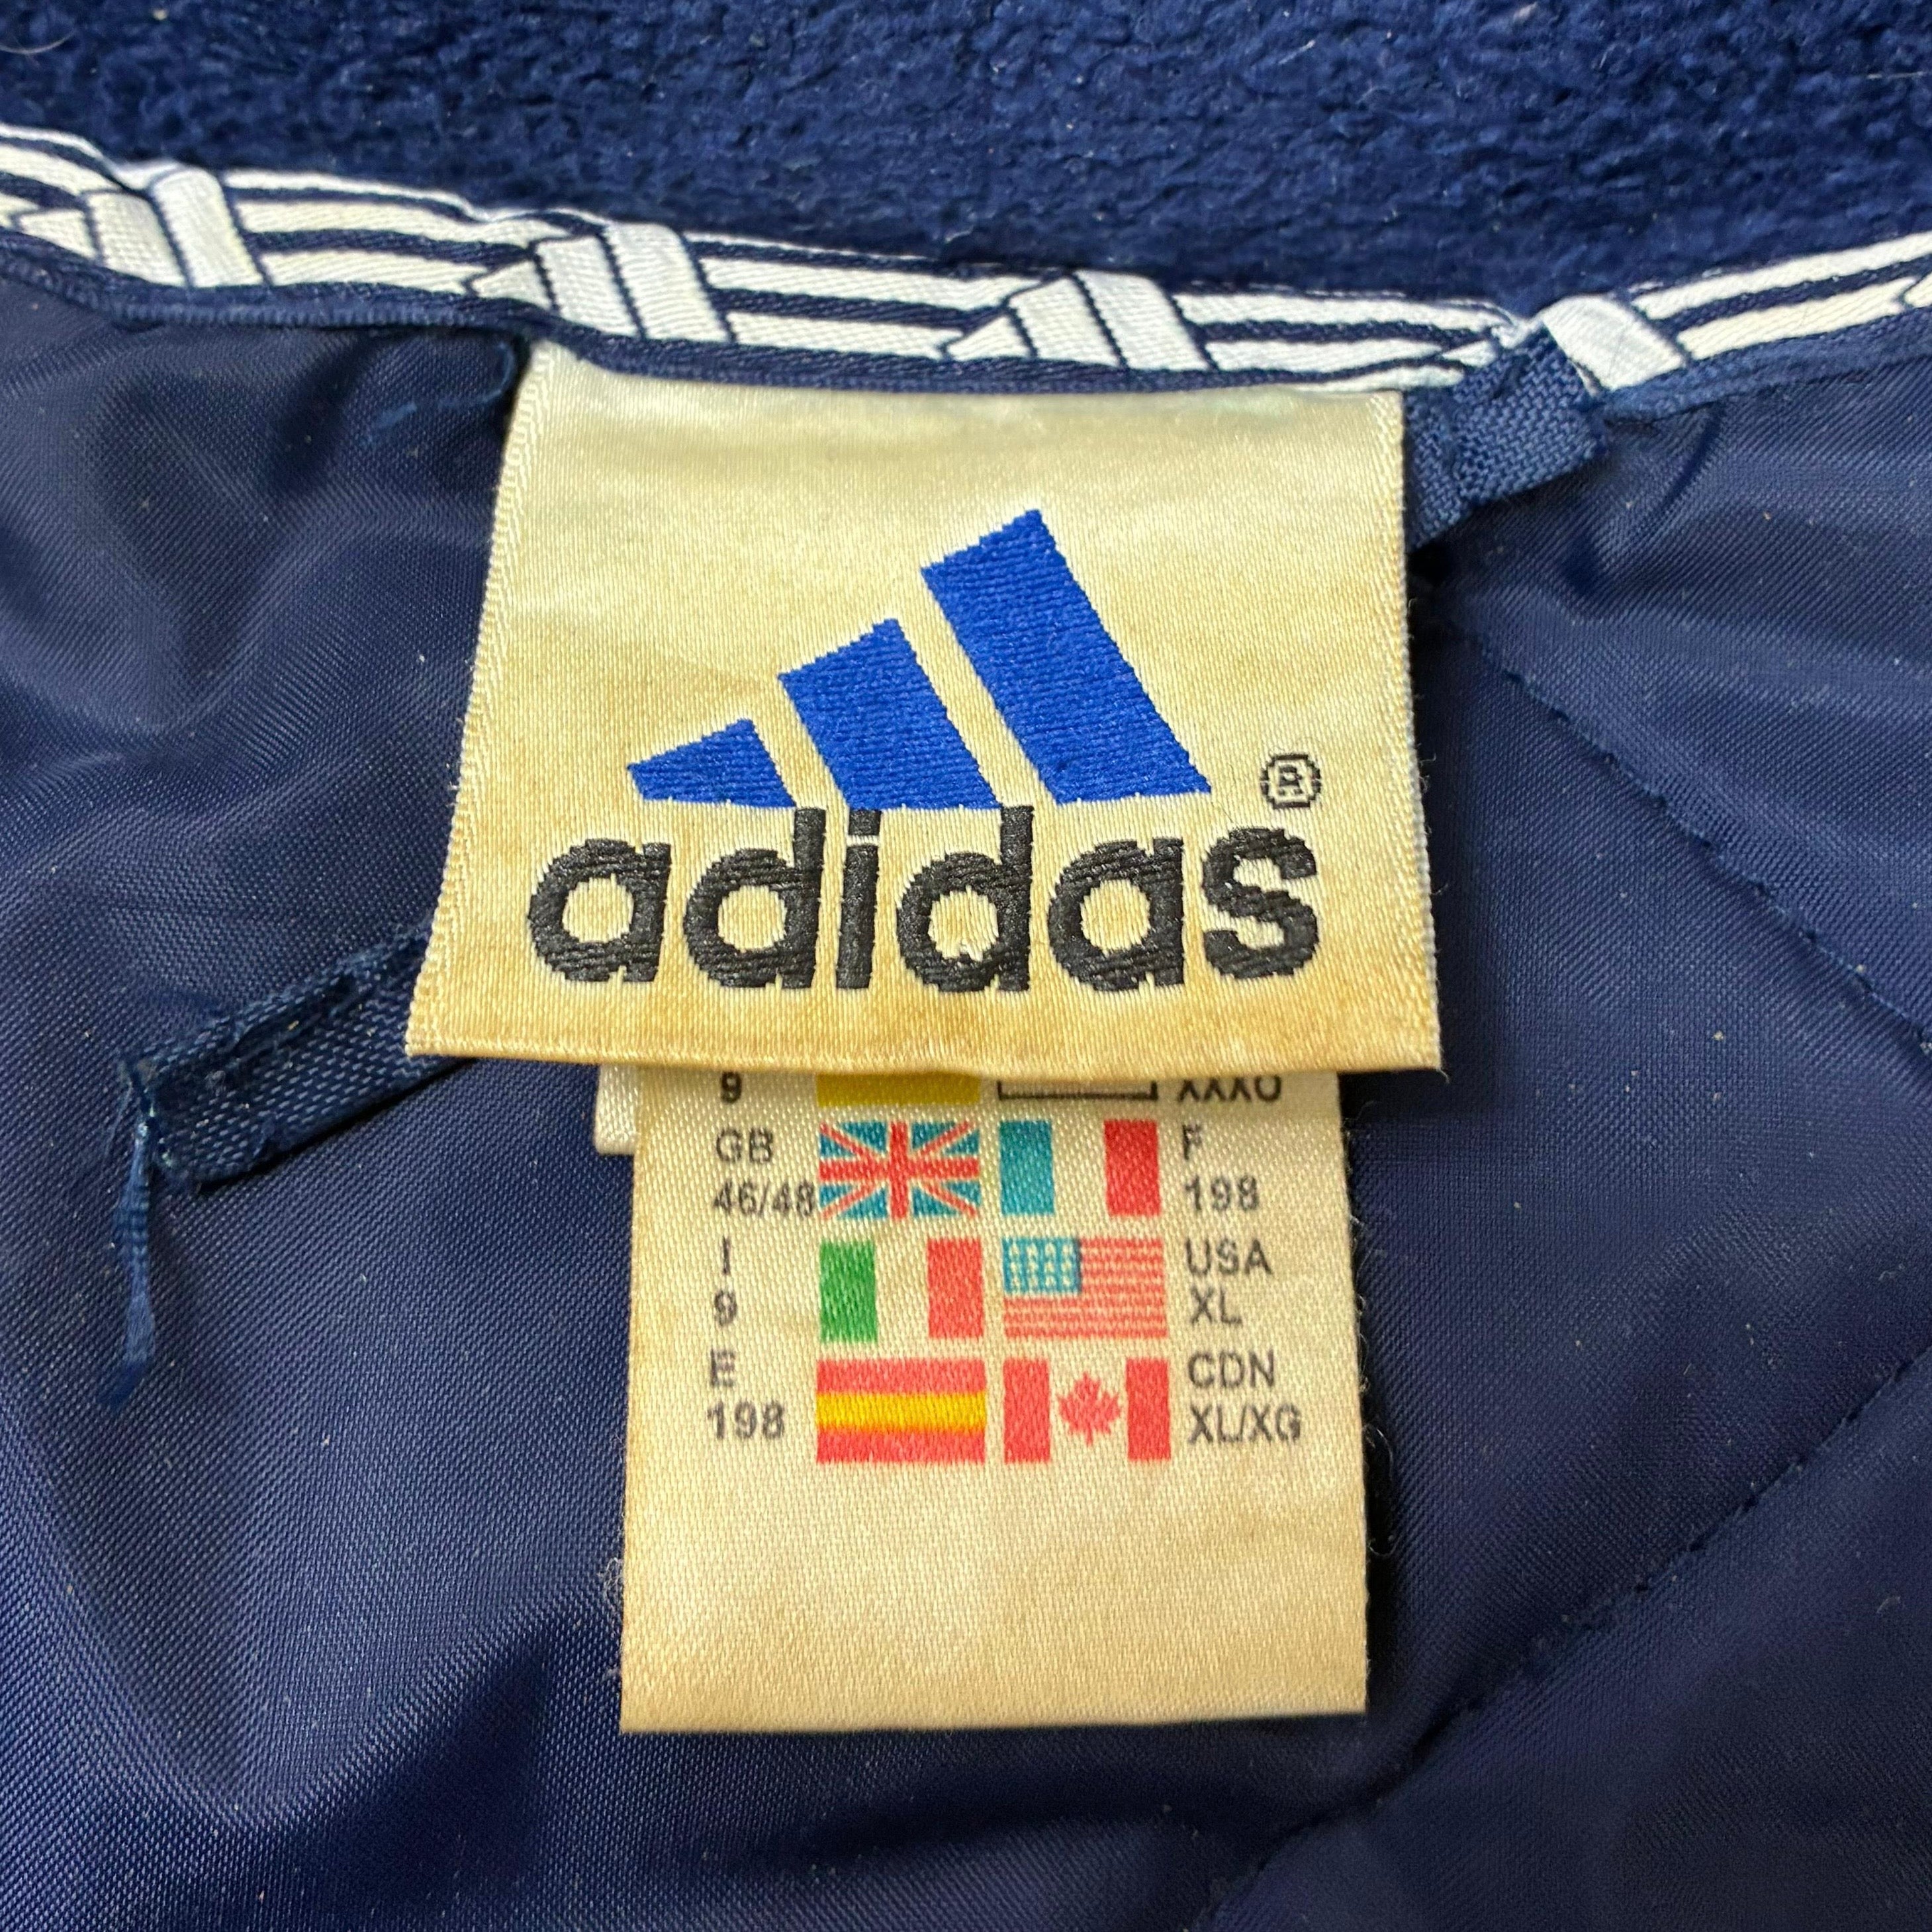 adidas®
9 XXXO
GB F
46/48 198
I USA
9 XL
E CDN
198 XL/XG